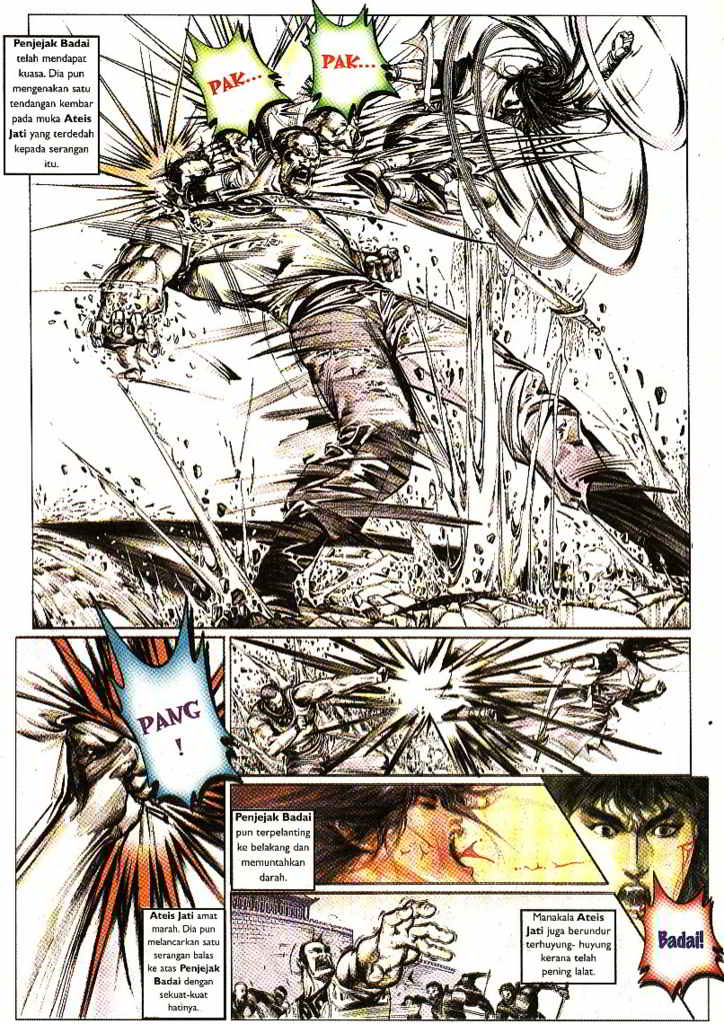 Penjejak Badai
telah mendapat
kuasa. Dia pun
mengenakan satu
tendangan kembar
pada muka Ateis
Jati yang terdedah
kepada serangan
itu.
PAK...
PAK...
PANG
!
Penjejak Badai
pun terpelanting
ke belakang dan
memuntahkan
darah.
Badai!
Ateis Jati amat
marah. Dia pun
melancarkan satu
serangan balas
ke atas Penjejak
Badai dengan
sekuat-kuat
hatinya.
Manakala Ateis
Jati juga berundur
terhuyung- huyung
kerana telah
pening lalat.